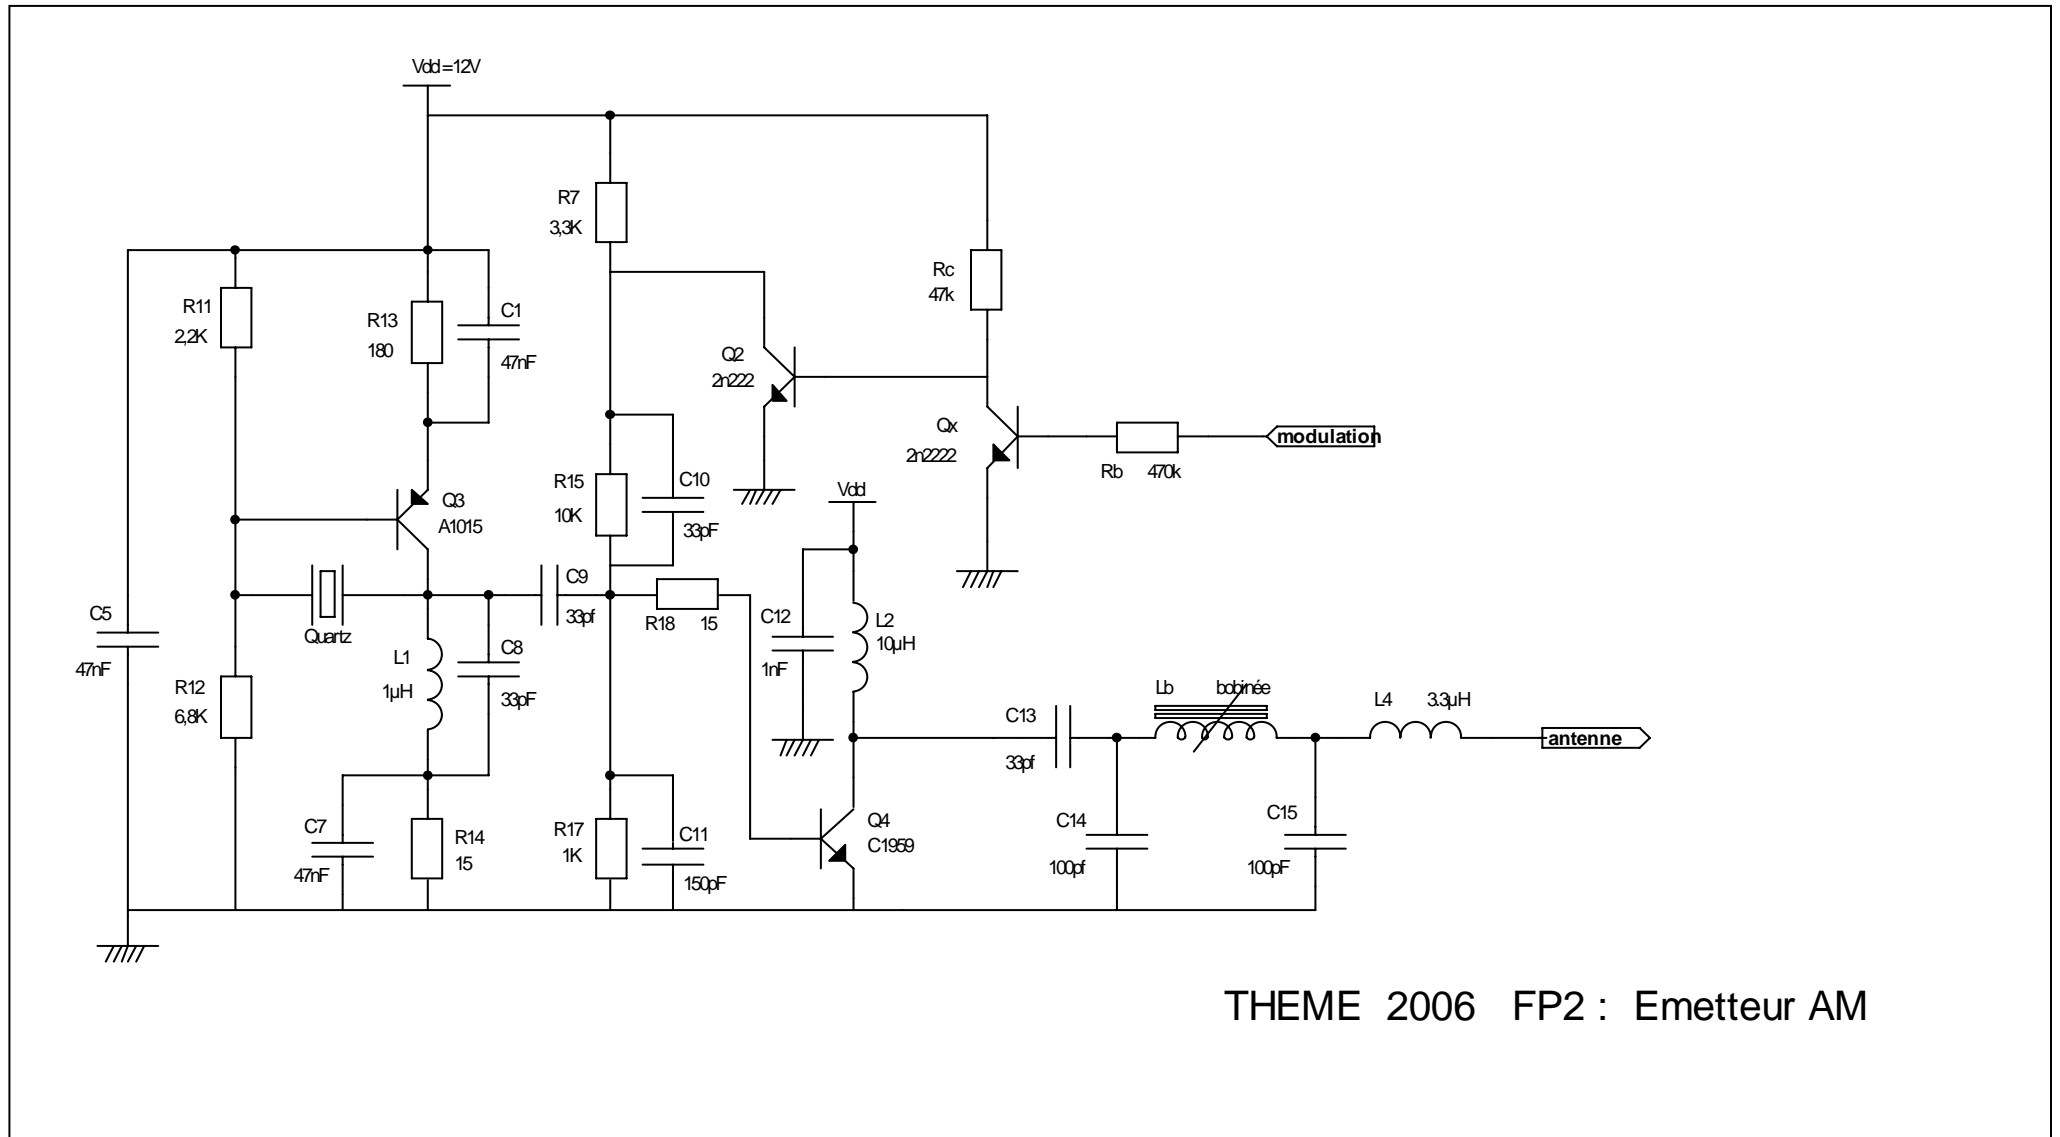 Vdd=12V
R7
3,3K
Rc
47k
R11
2,2K
R13
180
C1
47nF
Q2
2n222
Qx
2n2222
modulation
Rb 470k
Q3
A1015
R15
10K
C10
33pF
Vdd
C9
33pf
C5
47nF
Quartz
R18 15
C12
1nF
L2
10µH
L1
1µH
C8
33pF
R12
6,8K
Lb bobinée
L4 3.3µH
C13
33pf
antenne
C7
47nF
R14
15
R17
1K
C11
150pF
Q4
C1959
C14
100pf
C15
100pF
THEME 2006 FP2 : Emetteur AM